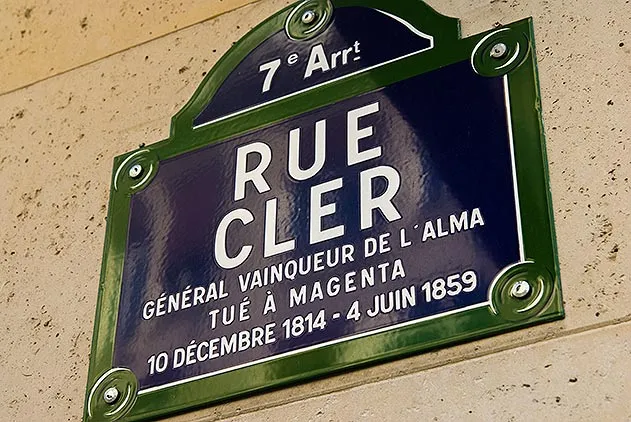 7e Arrt
RUE
CLER
GÉNÉRAL VAINQUEUR DE L'ALMA
TUÉ À MAGENTA
10 DÉCEMBRE 1814 - 4 JUIN 1859